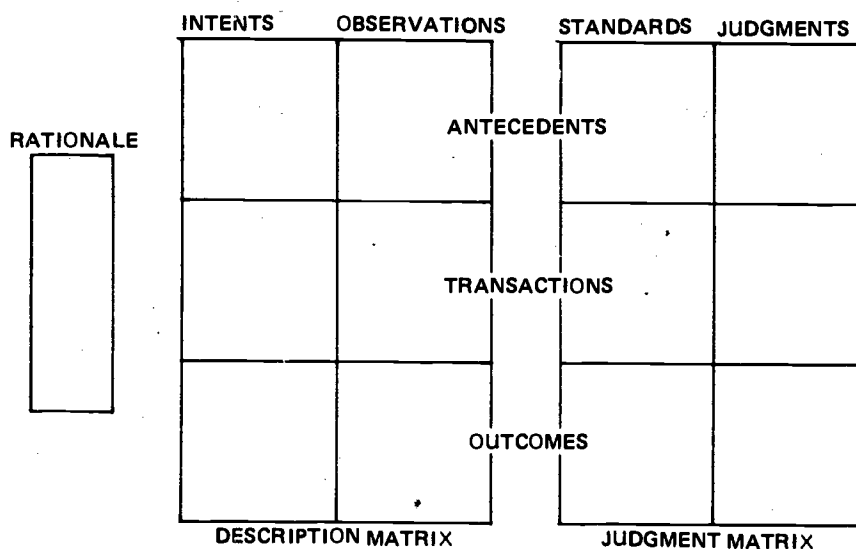 INTENTS OBSERVATIONS STANDARDS JUDGMENTS
ANTECEDENTS
RATIONALE
TRANSACTIONS
OUTCOMES
DESCRIPTION MATRIX JUDGMENT MATRIX